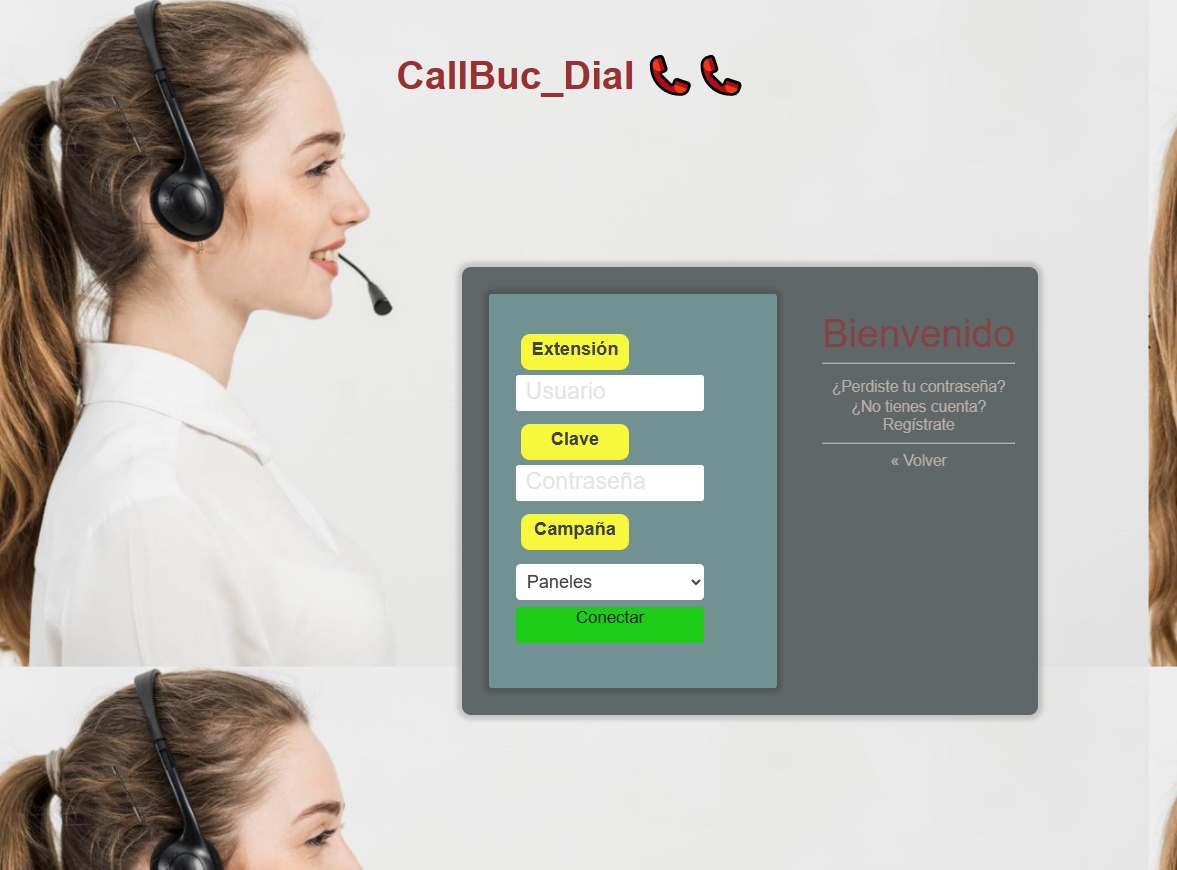 CallBuc_Dial
Extensión
Usuario
Clave
Contraseña
Campaña
Paneles
Conectar
Bienvenido
¿Perdiste tu contraseña?
¿No tienes cuenta?
Regístrate
« Volver